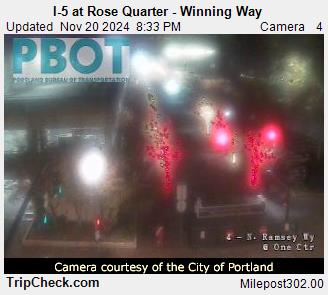 I-5 at Rose Quarter - Winning Way
Updated Nov 20 2024 8:33 PM Camera 4
PBOT
PORTLAND BUREAU OF TRANSPORTATION
4 - N. Ramsey Wy
@ One Ctr
Camera courtesy of the City of Portland
TripCheck.com Milepost302.00